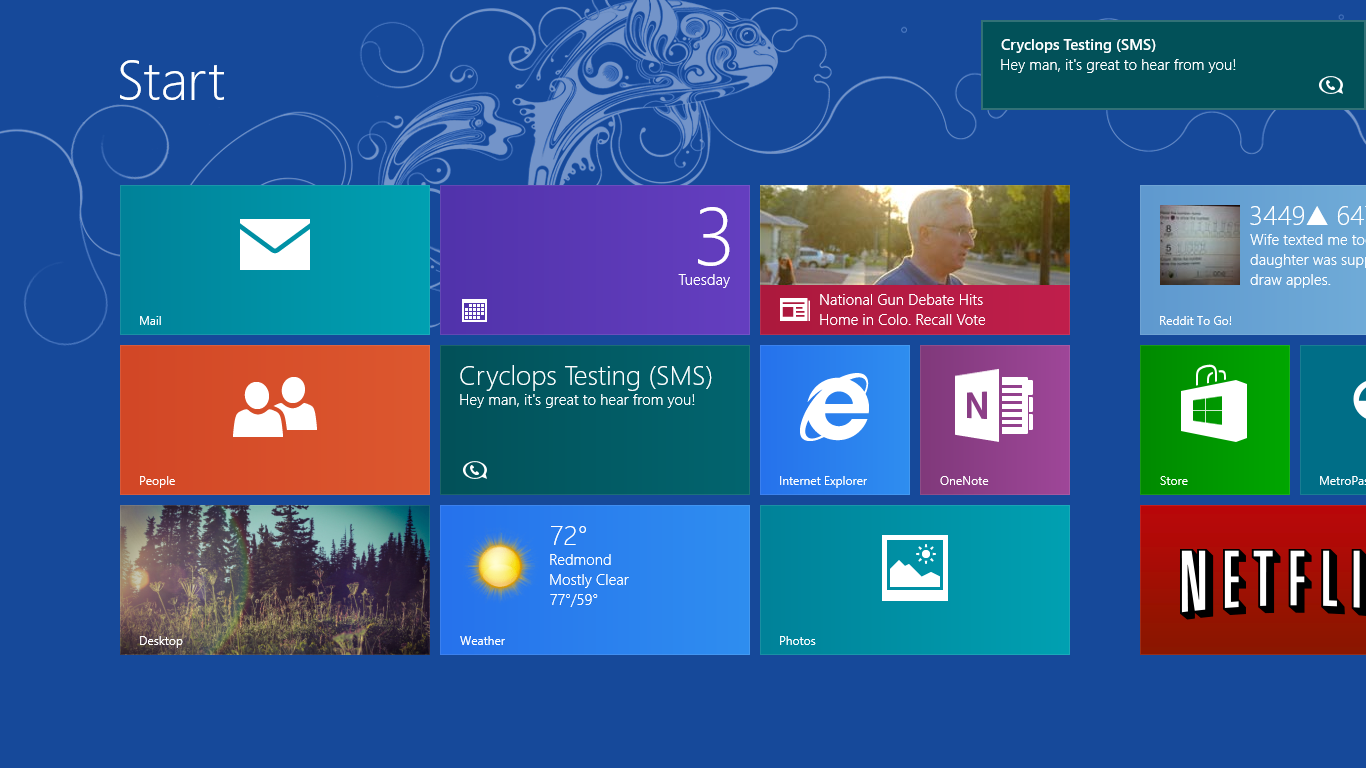 Start
Cryclops Testing (SMS)
Hey man, it's great to hear from you!
Mail
3
Tuesday
National Gun Debate Hits
Home in Colo. Recall Vote
3449▲ 647
Wife texted me to
daughter was supp
draw apples.
Reddit To Go!
People
Cryclops Testing (SMS)
Hey man, it's great to hear from you!
Internet Explorer
N
OneNote
Store
MetroPas
Desktop
72°
Redmond
Mostly Clear
77°/59°
Weather
Photos
NETFLI